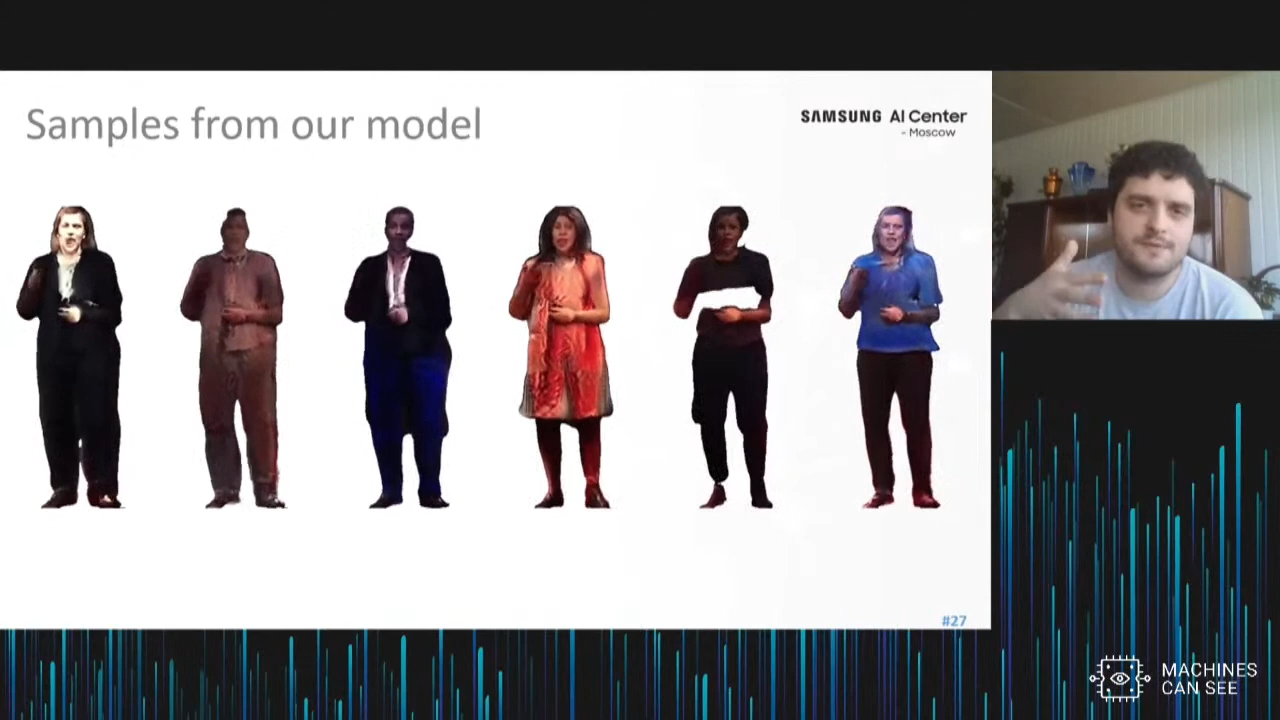 Samples from our model
SAMSUNG AI Center
- Moscow
#27
MACHINES
CAN SEE